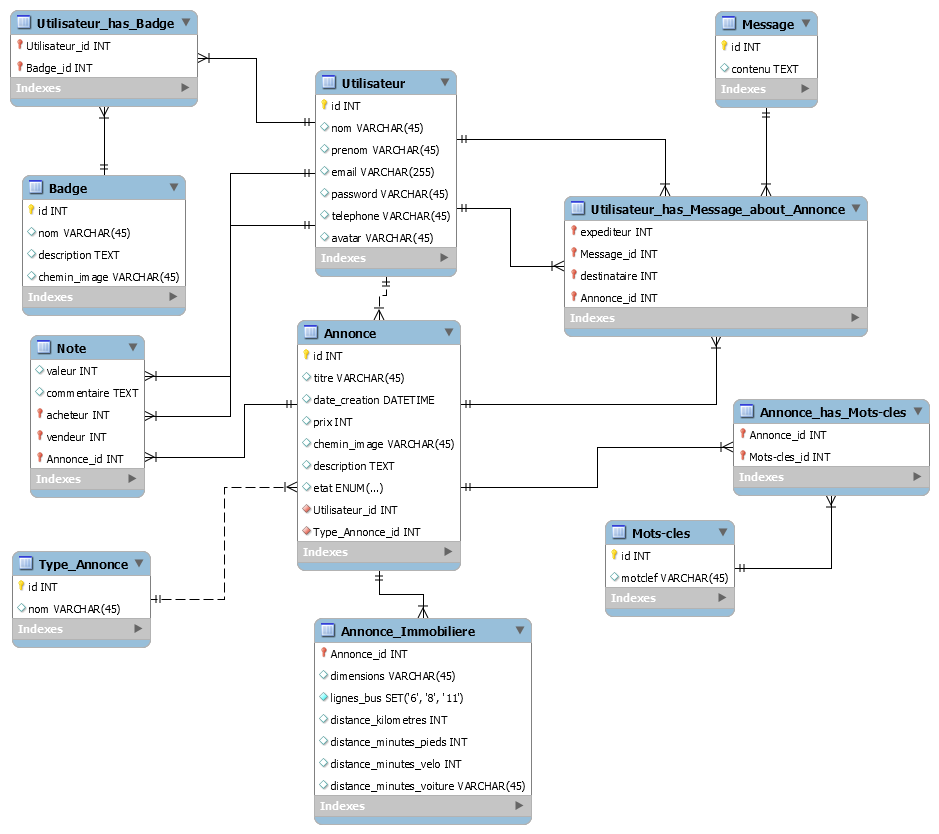 Utilisateur_has_Badge
Utilisateur_id INT
Badge_id INT
Indexes
Message
id INT
contenu TEXT
Indexes
Utilisateur
id INT
nom VARCHAR(45)
prenom VARCHAR(45)
email VARCHAR(255)
password VARCHAR(45)
telephone VARCHAR(45)
avatar VARCHAR(45)
Indexes
Badge
id INT
nom VARCHAR(45)
description TEXT
chemin_image VARCHAR(45)
Indexes
Utilisateur_has_Message_about_Annonce
expediteur INT
Message_id INT
destinataire INT
Annonce_id INT
Indexes
Note
valeur INT
commentaire TEXT
acheteur INT
vendeur INT
Annonce_id INT
Indexes
Annonce
id INT
titre VARCHAR(45)
date_creation DATETIME
prix INT
chemin_image VARCHAR(45)
description TEXT
etat ENUM(...)
Utilisateur_id INT
Type_Annonce_id INT
Indexes
Annonce_has_Mots-cles
Annonce_id INT
Mots-cles_id INT
Indexes
Mots-cles
id INT
motclef VARCHAR(45)
Indexes
Type_Annonce
id INT
nom VARCHAR(45)
Indexes
Annonce_Immobiliere
Annonce_id INT
dimensions VARCHAR(45)
lignes_bus SET('6', '8', '11')
distance_kilometres INT
distance_minutes_pieds INT
distance_minutes_velo INT
distance_minutes_voiture VARCHAR(45)
Indexes